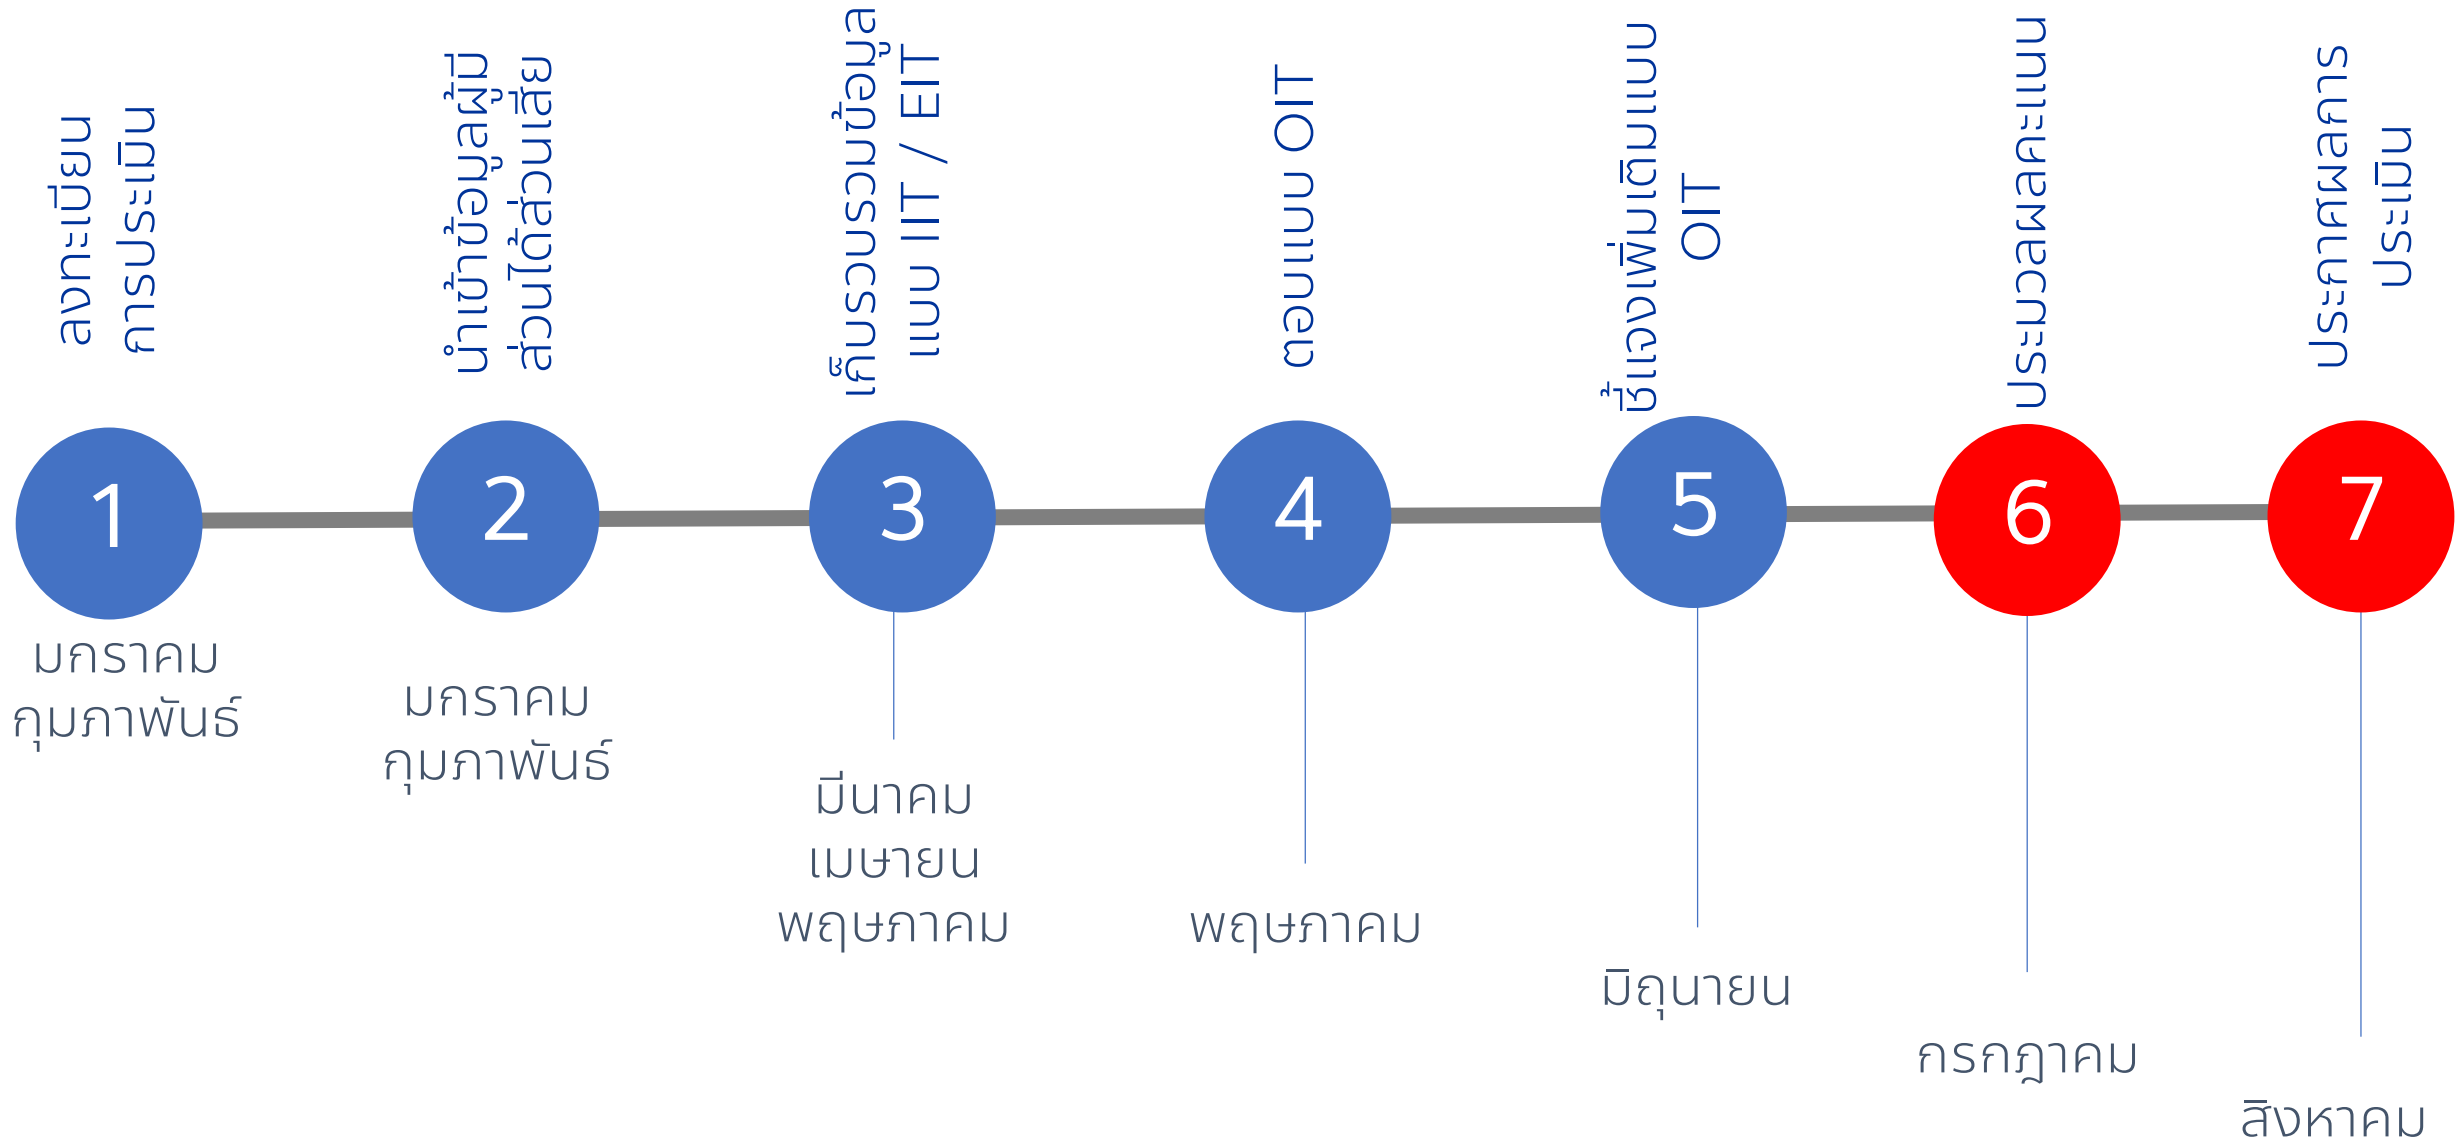 ลงทะเบียน
การประเมิน
นำเข้าข้อมูลผู้มี
ส่วนได้ส่วนเสีย
เก็บรวบรวมข้อมูล
แบบ IIT / EIT
ตอบแบบ OIT
ชี้แจงเพิ่มเติมแบบ
OIT
ประมวลผลคะแนน
ประกาศผลการ
ประเมิน
1
2
3
4
5
6
7
มกราคม
กุมภาพันธ์
มกราคม
กุมภาพันธ์
มีนาคม
เมษายน
พฤษภาคม
พฤษภาคม
มิถุนายน
กรกฎาคม
สิงหาคม